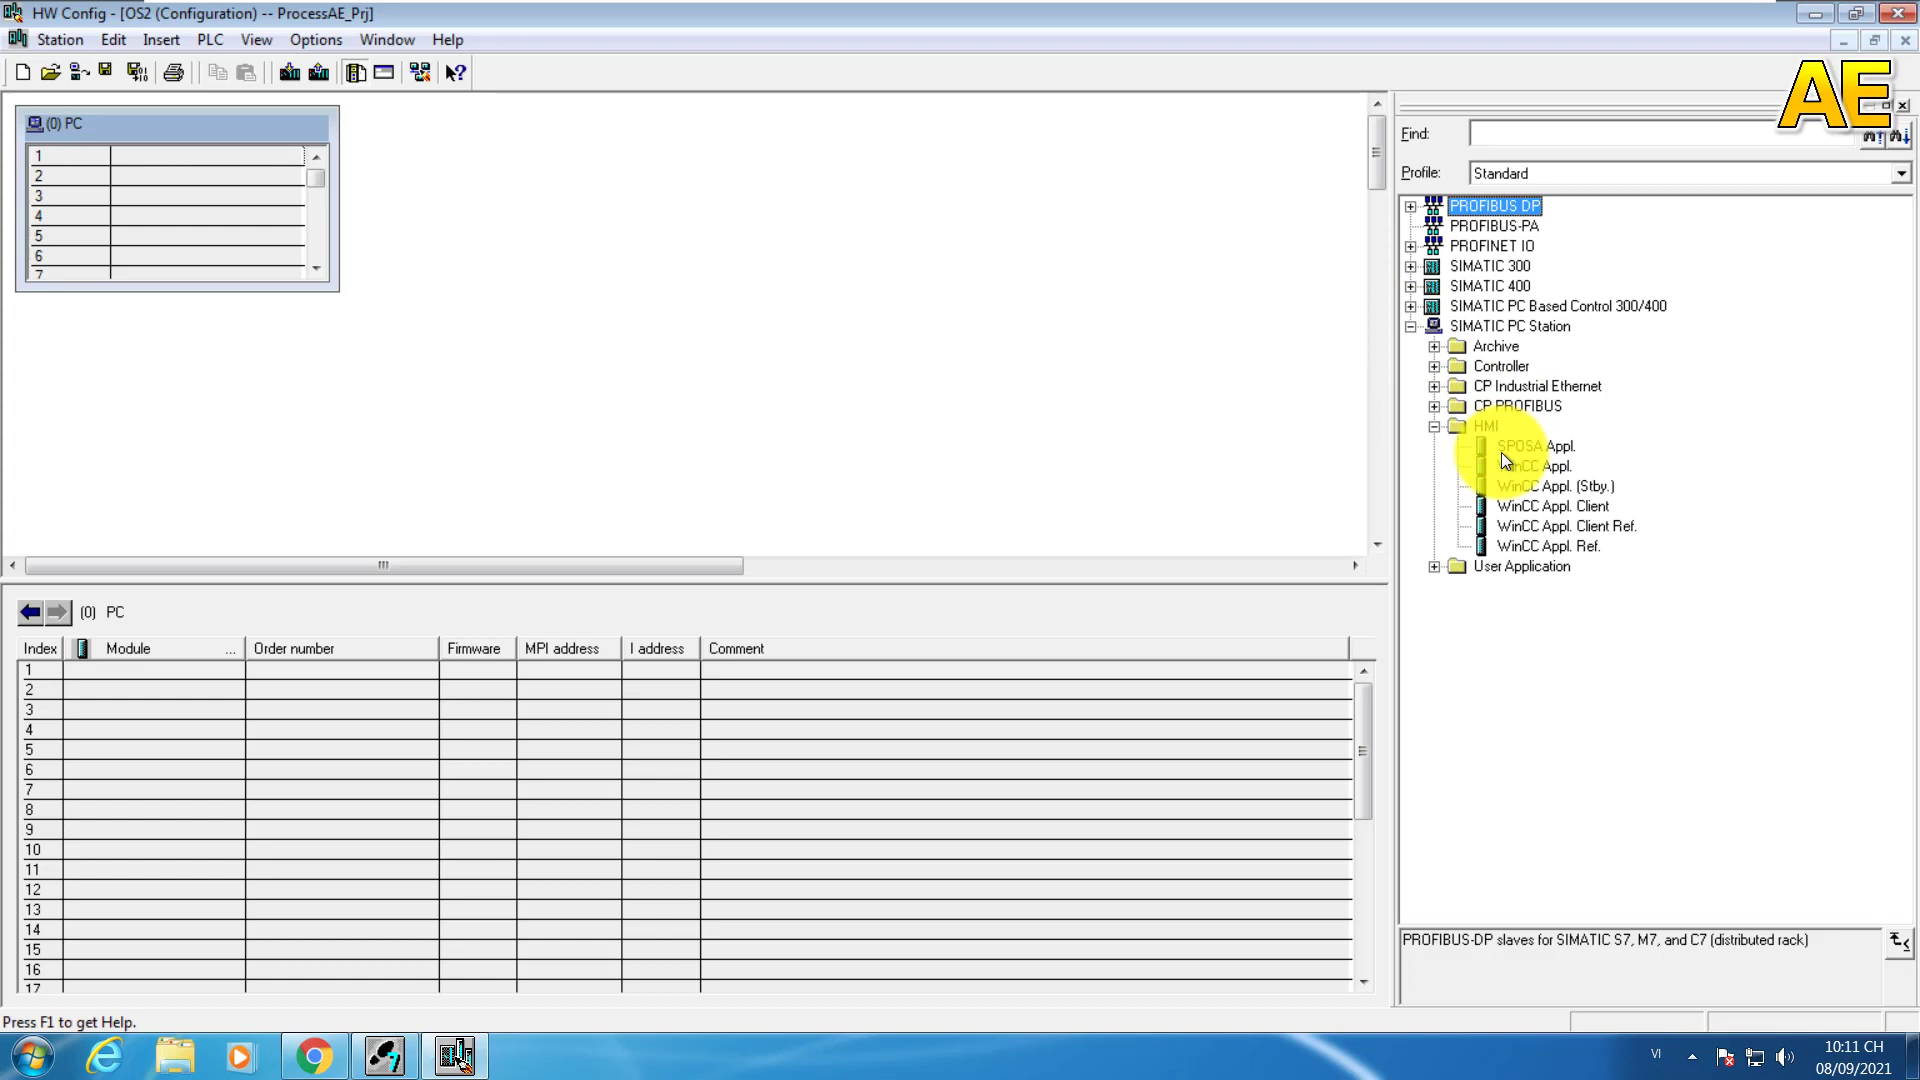 HW Config - [OS2 (Configuration) -- ProcessAE_Prj]
Station Edit Insert PLC View Options Window Help
AE
(0) PC
1
2
3
4
5
6
7
Find:
Profile: Standard
PROFIBUS DP
PROFIBUS-PA
PROFINET IO
SIMATIC 300
SIMATIC 400
SIMATIC PC Based Control 300/400
SIMATIC PC Station
Archive
Controller
CP Industrial Ethernet
CP PROFIBUS
HMI
SPOSA Appl.
WinCC Appl.
WinCC Appl. (Stby.)
WinCC Appl. Client
WinCC Appl. Client Ref.
WinCC Appl. Ref.
User Application
(0) PC
Index Module ... Order number Firmware MPI address I address Comment
1
2
3
4
5
6
7
8
9
10
11
12
13
14
15
16
17
PROFIBUS-DP slaves for SIMATIC S7, M7, and C7 (distributed rack)
Press F1 to get Help.
VI
10:11 CH
08/09/2021